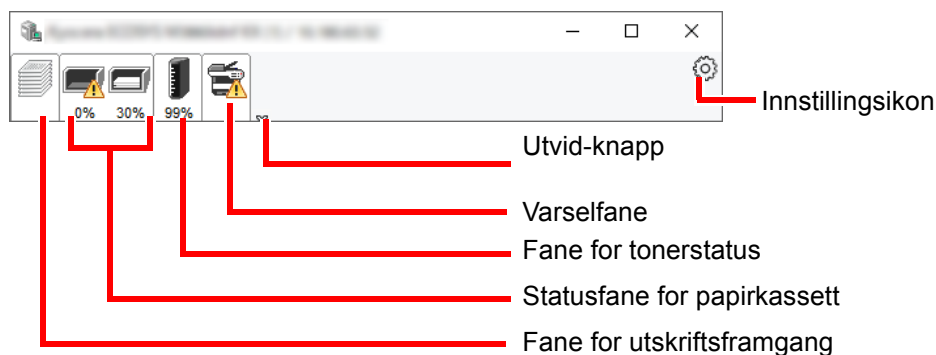 0%
30%
99%
Innstillingsikon
Utvid-knapp
Varselfane
Fane for tonerstatus
Statusfane for papirkassett
Fane for utskriftsframgang